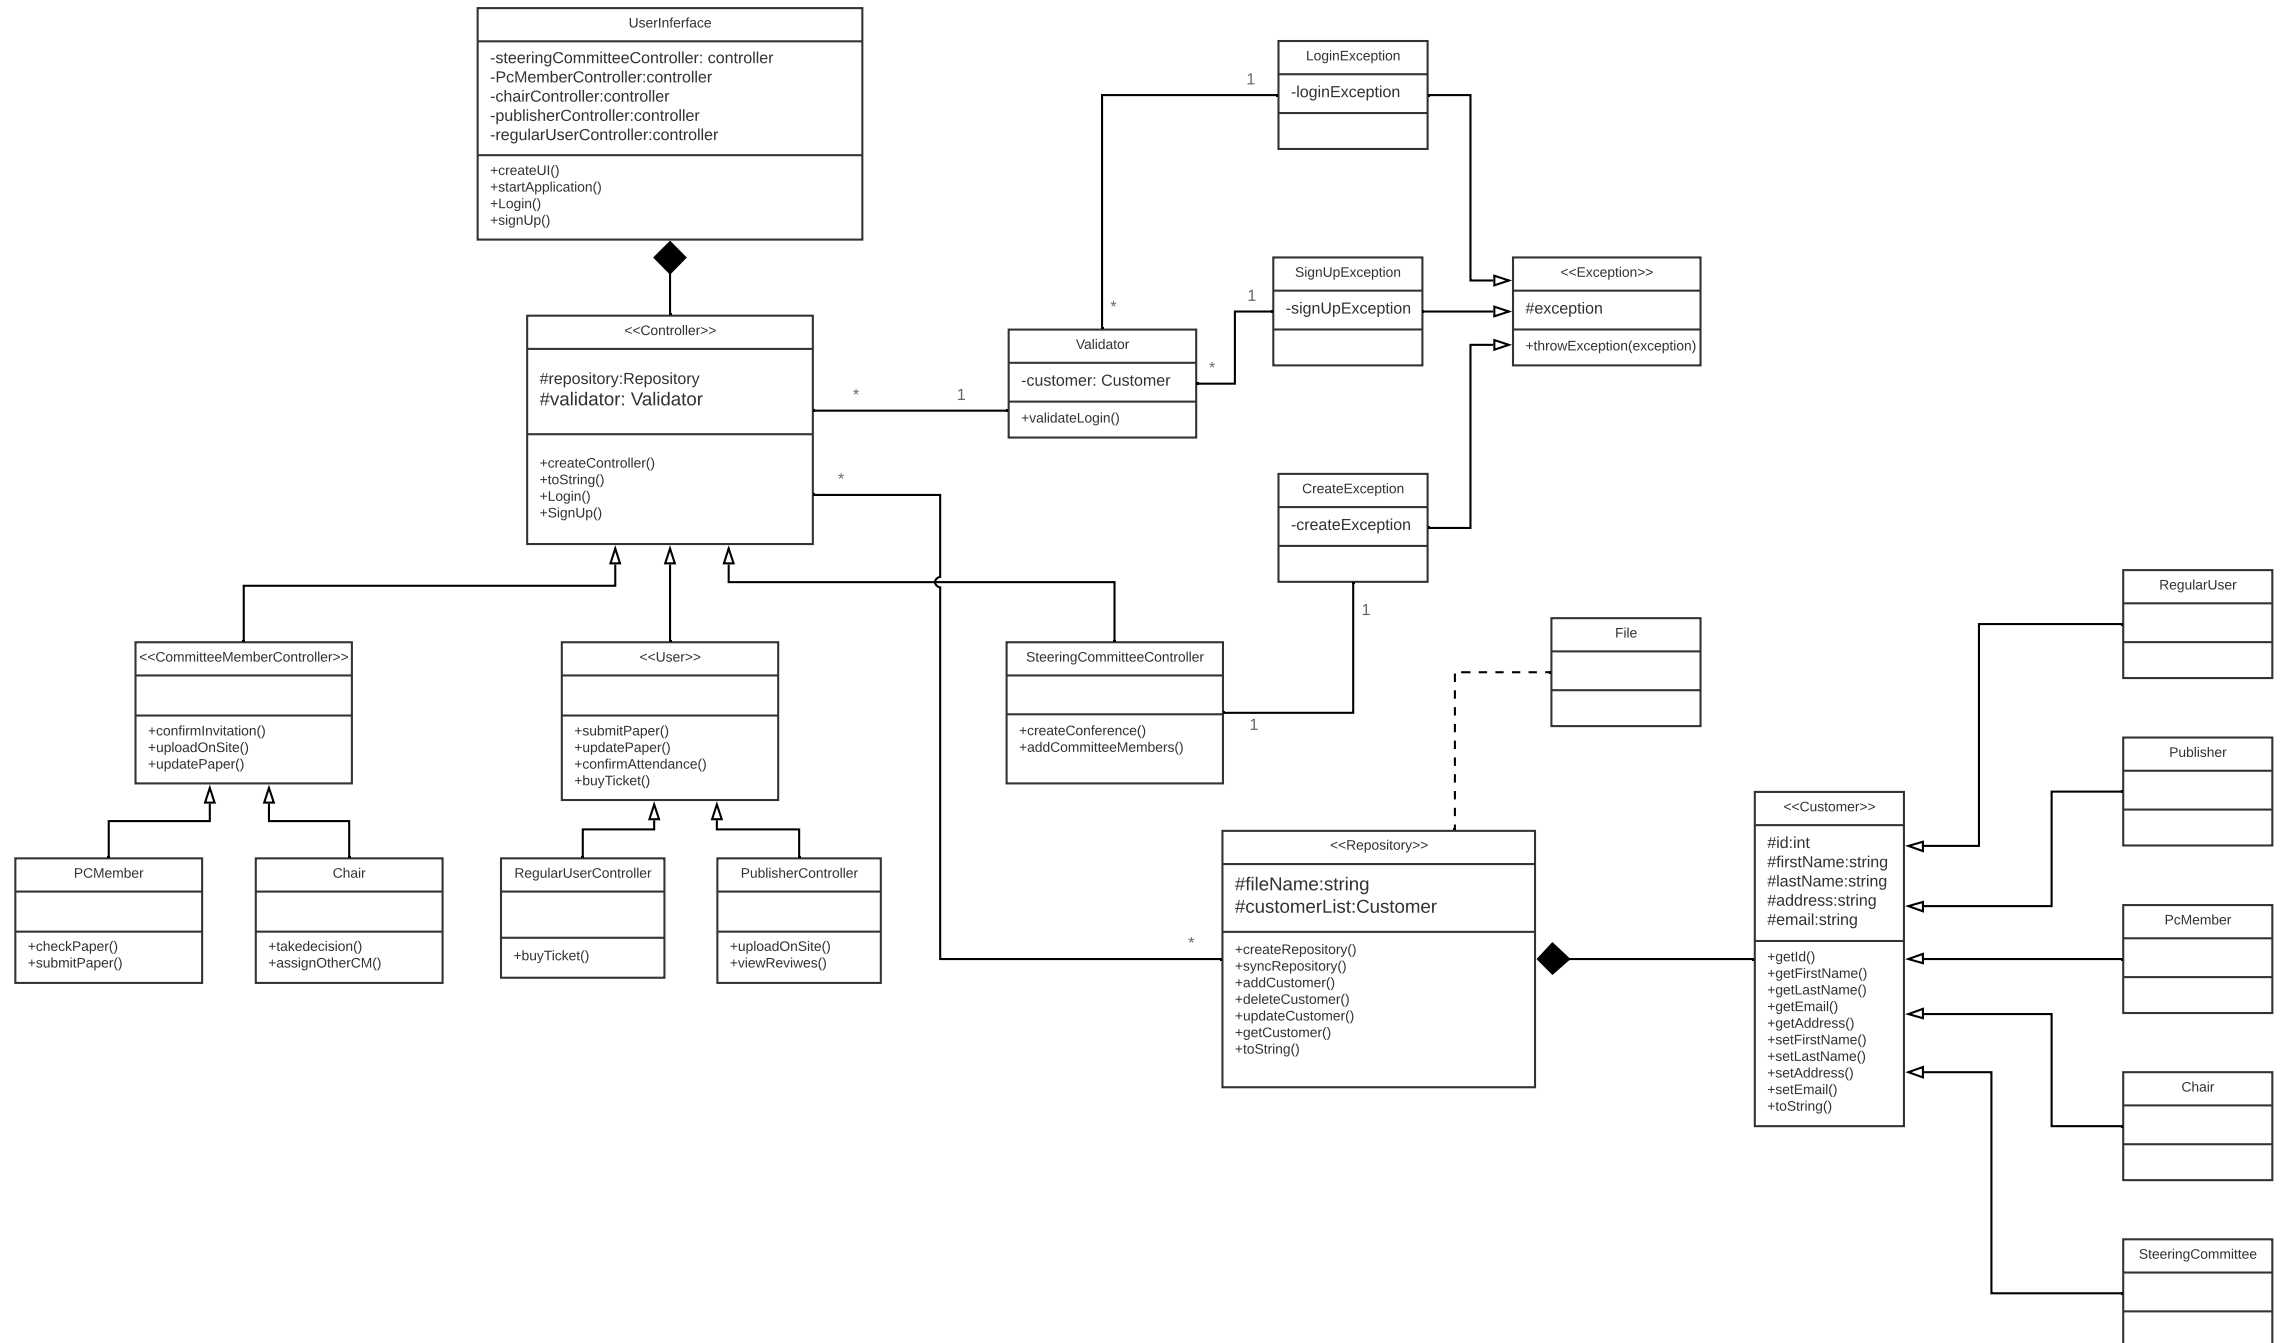 UserInferface
-steeringCommitteeController: controller
-PcMemberController:controller
-chairController:controller
-publisherController:controller
-regularUserController:controller
+createUI()
+startApplication()
+Login()
+signUp()
LoginException
-loginException
1
*
SignUpException
-signUpException
1
*
<<Exception>>
#exception
+throwException(exception)
<<Controller>>
#repository:Repository
#validator: Validator
+createController()
+toString()
+Login()
+SignUp()
*
1
*
Validator
-customer: Customer
+validateLogin()
CreateException
-createException
1
1
<<CommitteeMemberController>>
+confirmInvitation()
+uploadOnSite()
+updatePaper()
<<User>>
+submitPaper()
+updatePaper()
+confirmAttendance()
+buyTicket()
SteeringCommitteeController
+createConference()
+addCommitteeMembers()
File
PCMember
+checkPaper()
+submitPaper()
Chair
+takedecision()
+assignOtherCM()
RegularUserController
+buyTicket()
PublisherController
+uploadOnSite()
+viewReviwes()
*
<<Repository>>
#fileName:string
#customerList:Customer
+createRepository()
+syncRepository()
+addCustomer()
+deleteCustomer()
+updateCustomer()
+getCustomer()
+toString()
<<Customer>>
#id:int
#firstName:string
#lastName:string
#address:string
#email:string
+getId()
+getFirstName()
+getLastName()
+getEmail()
+getAddress()
+setFirstName()
+setLastName()
+setAddress()
+setEmail()
+toString()
RegularUser
Publisher
PcMember
Chair
SteeringCommittee